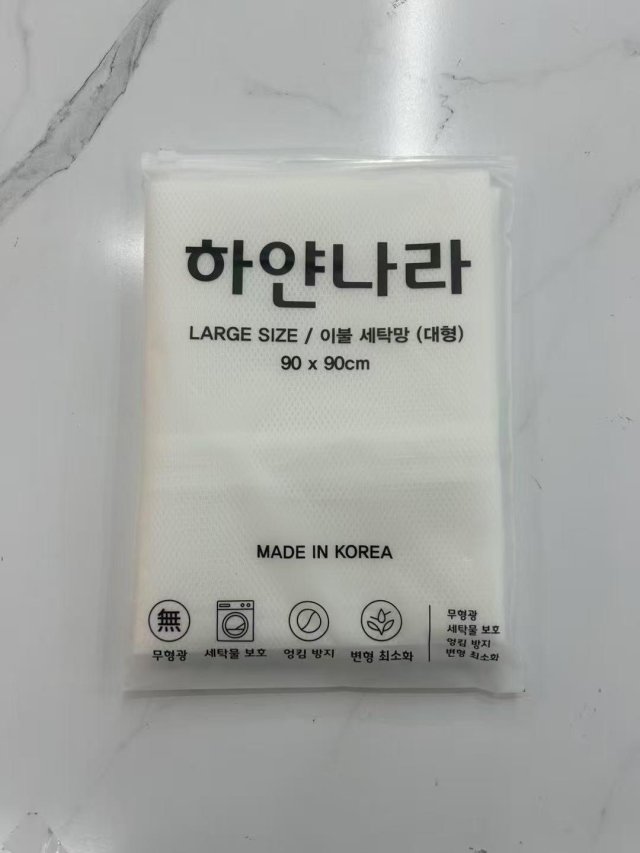 하얀나라
LARGE SIZE / 이불 세탁망 (대형)
90 x 90cm
MADE IN KOREA
無
무형광
세탁물 보호
엉킴 방지
변형 최소화
무형광
세탁물 보호
엉킴 방지
변형 최소화